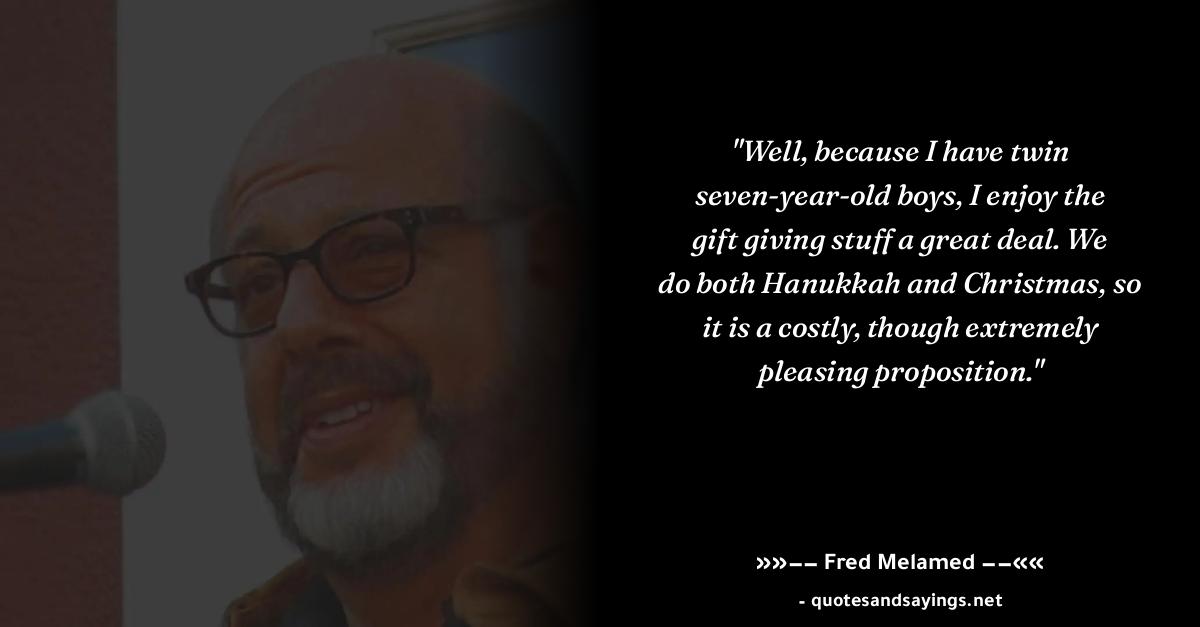 "Well, because I have twin
seven-year-old boys, I enjoy the
gift giving stuff a great deal. We
do both Hanukkah and Christmas, so
it is a costly, though extremely
pleasing proposition."
»»−− Fred Melamed −−««
- quotesandsayings.net